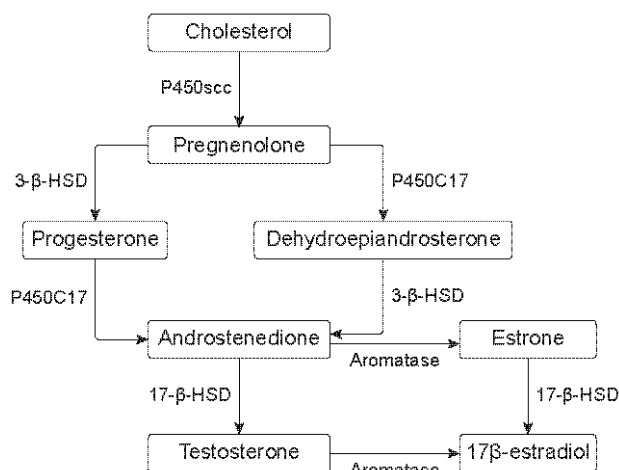 Cholesterol
P450scc
Pregnenolone
3-β-HSD
P450C17
Progesterone
Dehydroepiandrosterone
P450C17
3-β-HSD
Androstenedione
Aromatase
Estrone
17-β-HSD
17-β-HSD
Testosterone
Aromatase
17β-estradiol